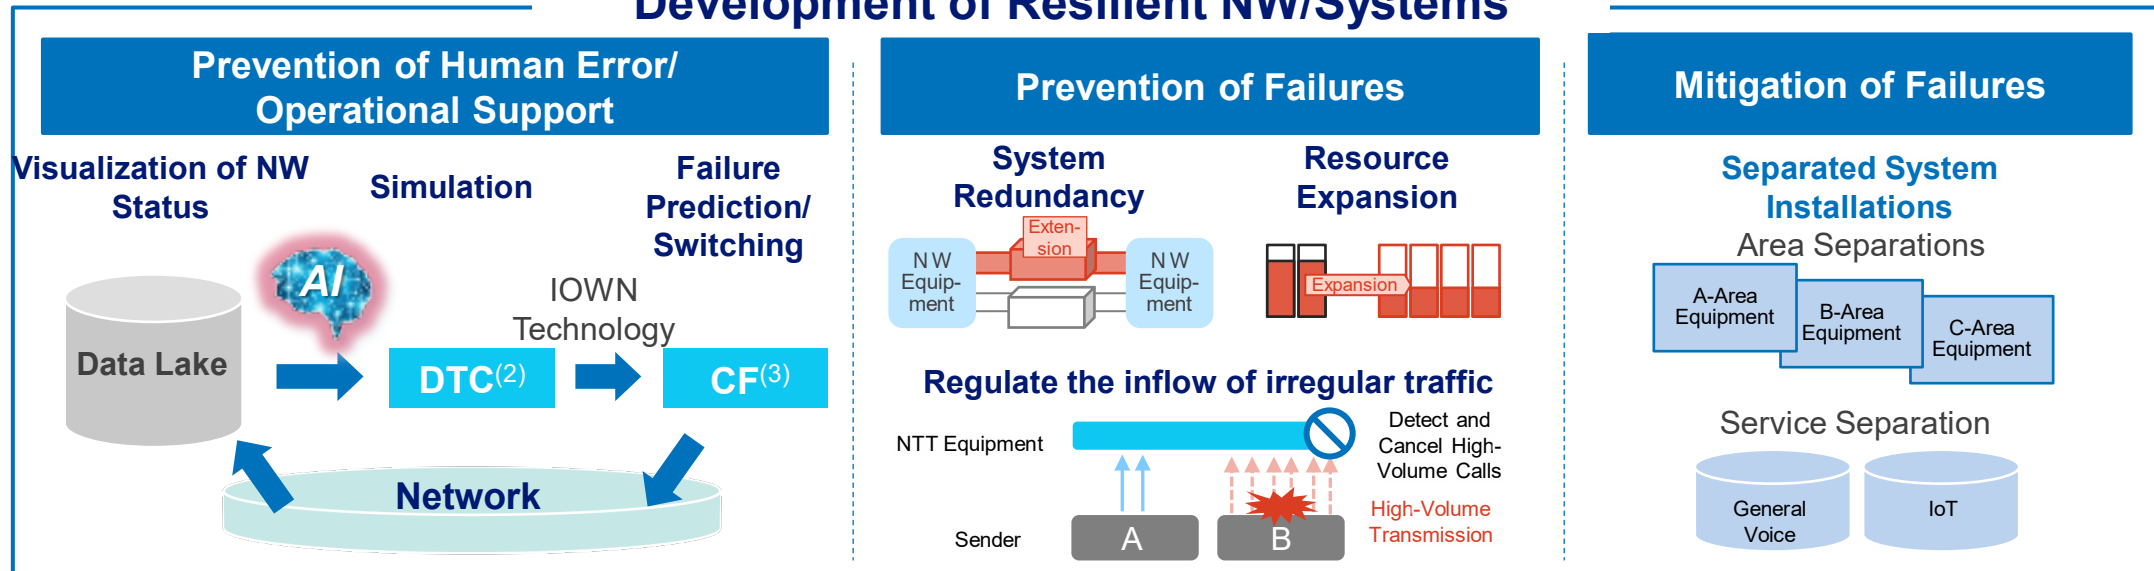 Development of Resilient NW/Systems
Prevention of Human Error/
Operational Support
Visualization of NW
Status
Simulation
Failure
Prediction/
Switching
AI
IOWN
Technology
Data Lake
DTC(2)
CF(3)
Network
Prevention of Failures
System
Redundancy
Resource
Expansion
NW
Equip-
ment
Exten-
sion
NW
Equip-
ment
Expansion
Regulate the inflow of irregular traffic
NTT Equipment
Detect and
Cancel High-
Volume Calls
High-Volume
Transmission
Sender
A
B
Mitigation of Failures
Separated System
Installations
Area Separations
A-Area
Equipment
B-Area
Equipment
C-Area
Equipment
Service Separation
General
Voice
IoT